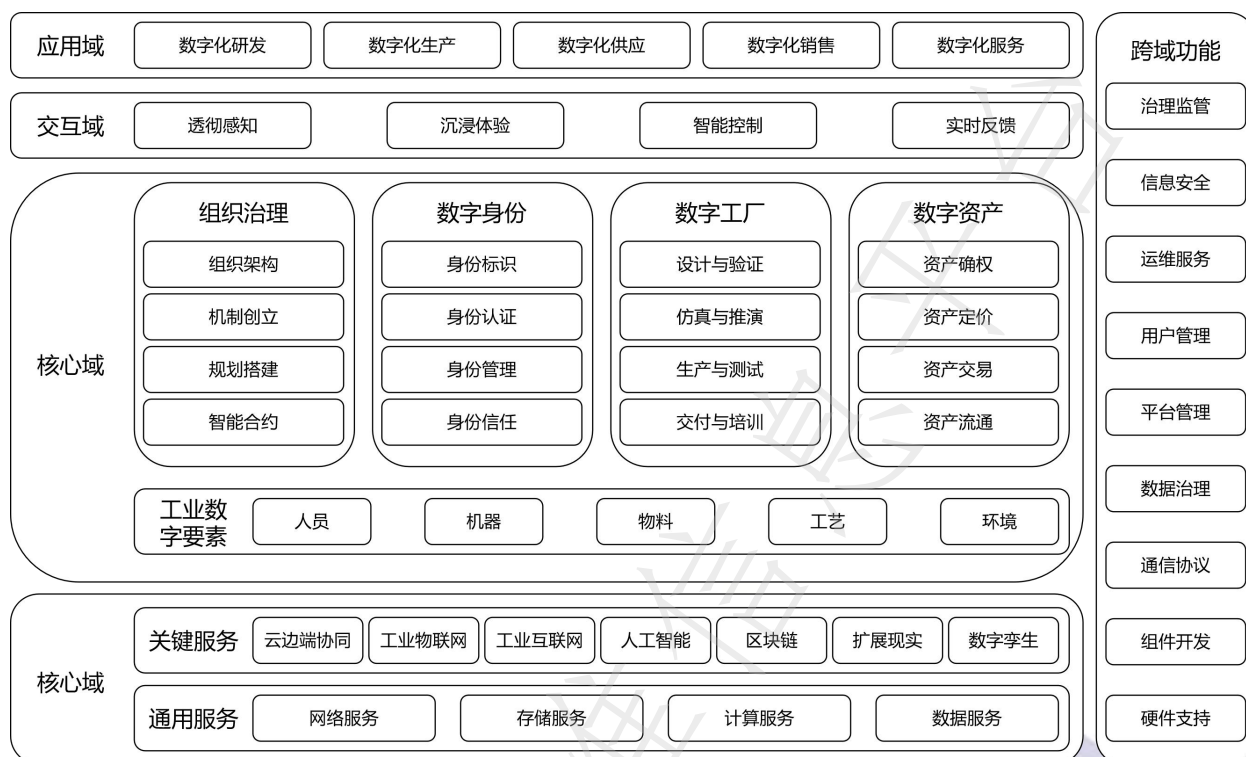 应用域
数字化研发
数字化生产
数字化供应
数字化销售
数字化服务
交互域
透彻感知
沉浸体验
智能控制
实时反馈
核心域
组织治理
组织架构
机制创立
规划搭建
智能合约
数字身份
身份标识
身份认证
身份管理
身份信任
数字工厂
设计与验证
仿真与推演
生产与测试
交付与培训
数字资产
资产确权
资产定价
资产交易
资产流通
工业数
字要素
人员
机器
物料
工艺
环境
核心域
关键服务
云边端协同
工业物联网
工业互联网
人工智能
区块链
扩展现实
数字孪生
通用服务
网络服务
存储服务
计算服务
数据服务
跨域功能
治理监管
信息安全
运维服务
用户管理
平台管理
数据治理
通信协议
组件开发
硬件支持
信息平台